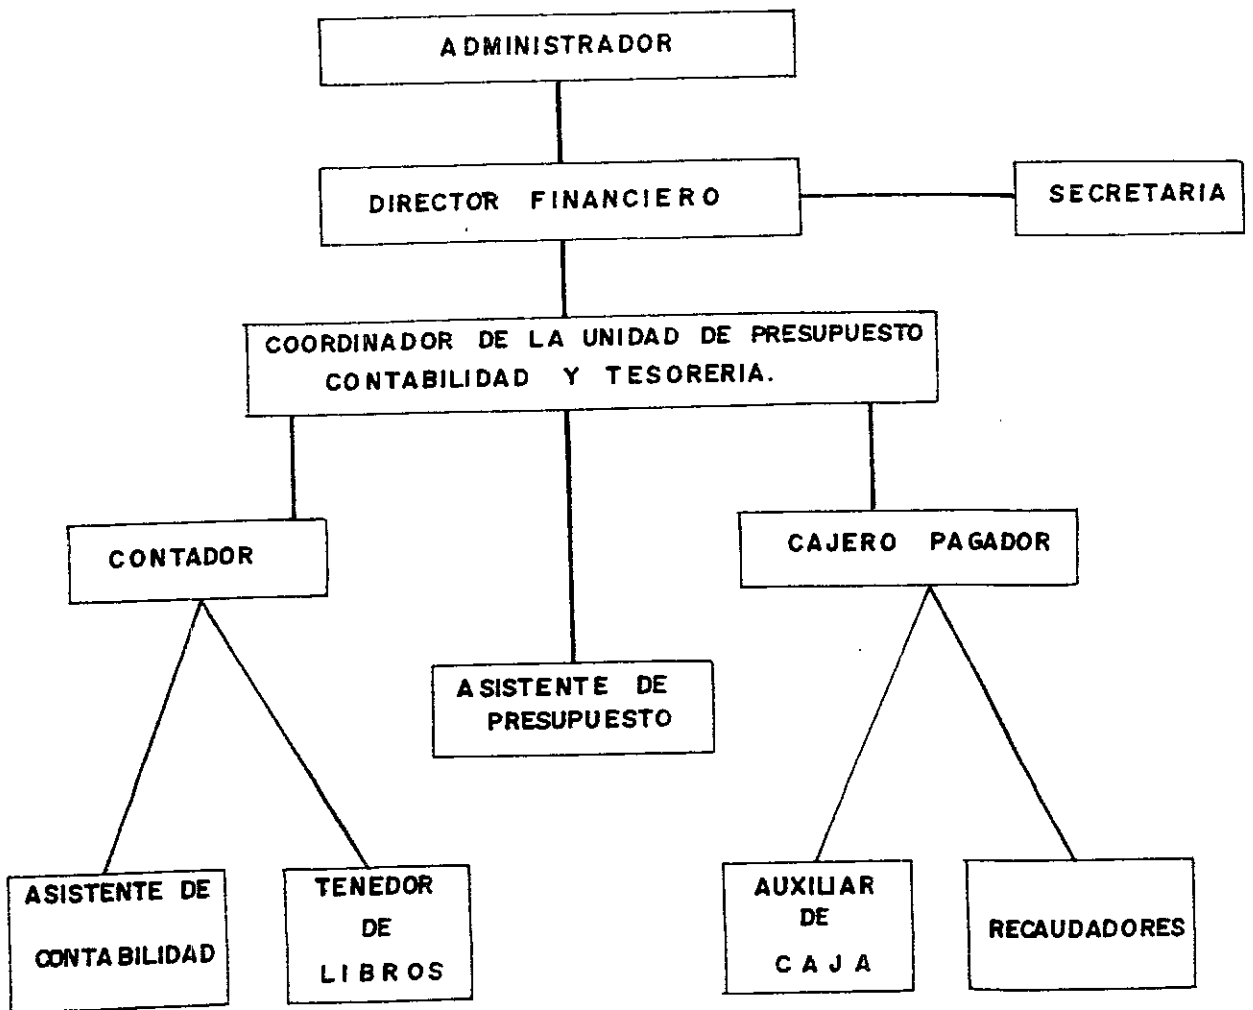 ADMINISTRADOR
DIRECTOR FINANCIERO
SECRETARIA
COORDINADOR DE LA UNIDAD DE PRESUPUESTO
CONTABILIDAD Y TESORERIA.
CONTADOR
CAJERO PAGADOR
ASISTENTE DE
PRESUPUESTO
ASISTENTE DE
CONTABILIDAD
TENEDOR
DE
LIBROS
AUXILIAR
DE
CAJA
RECAUDADORES